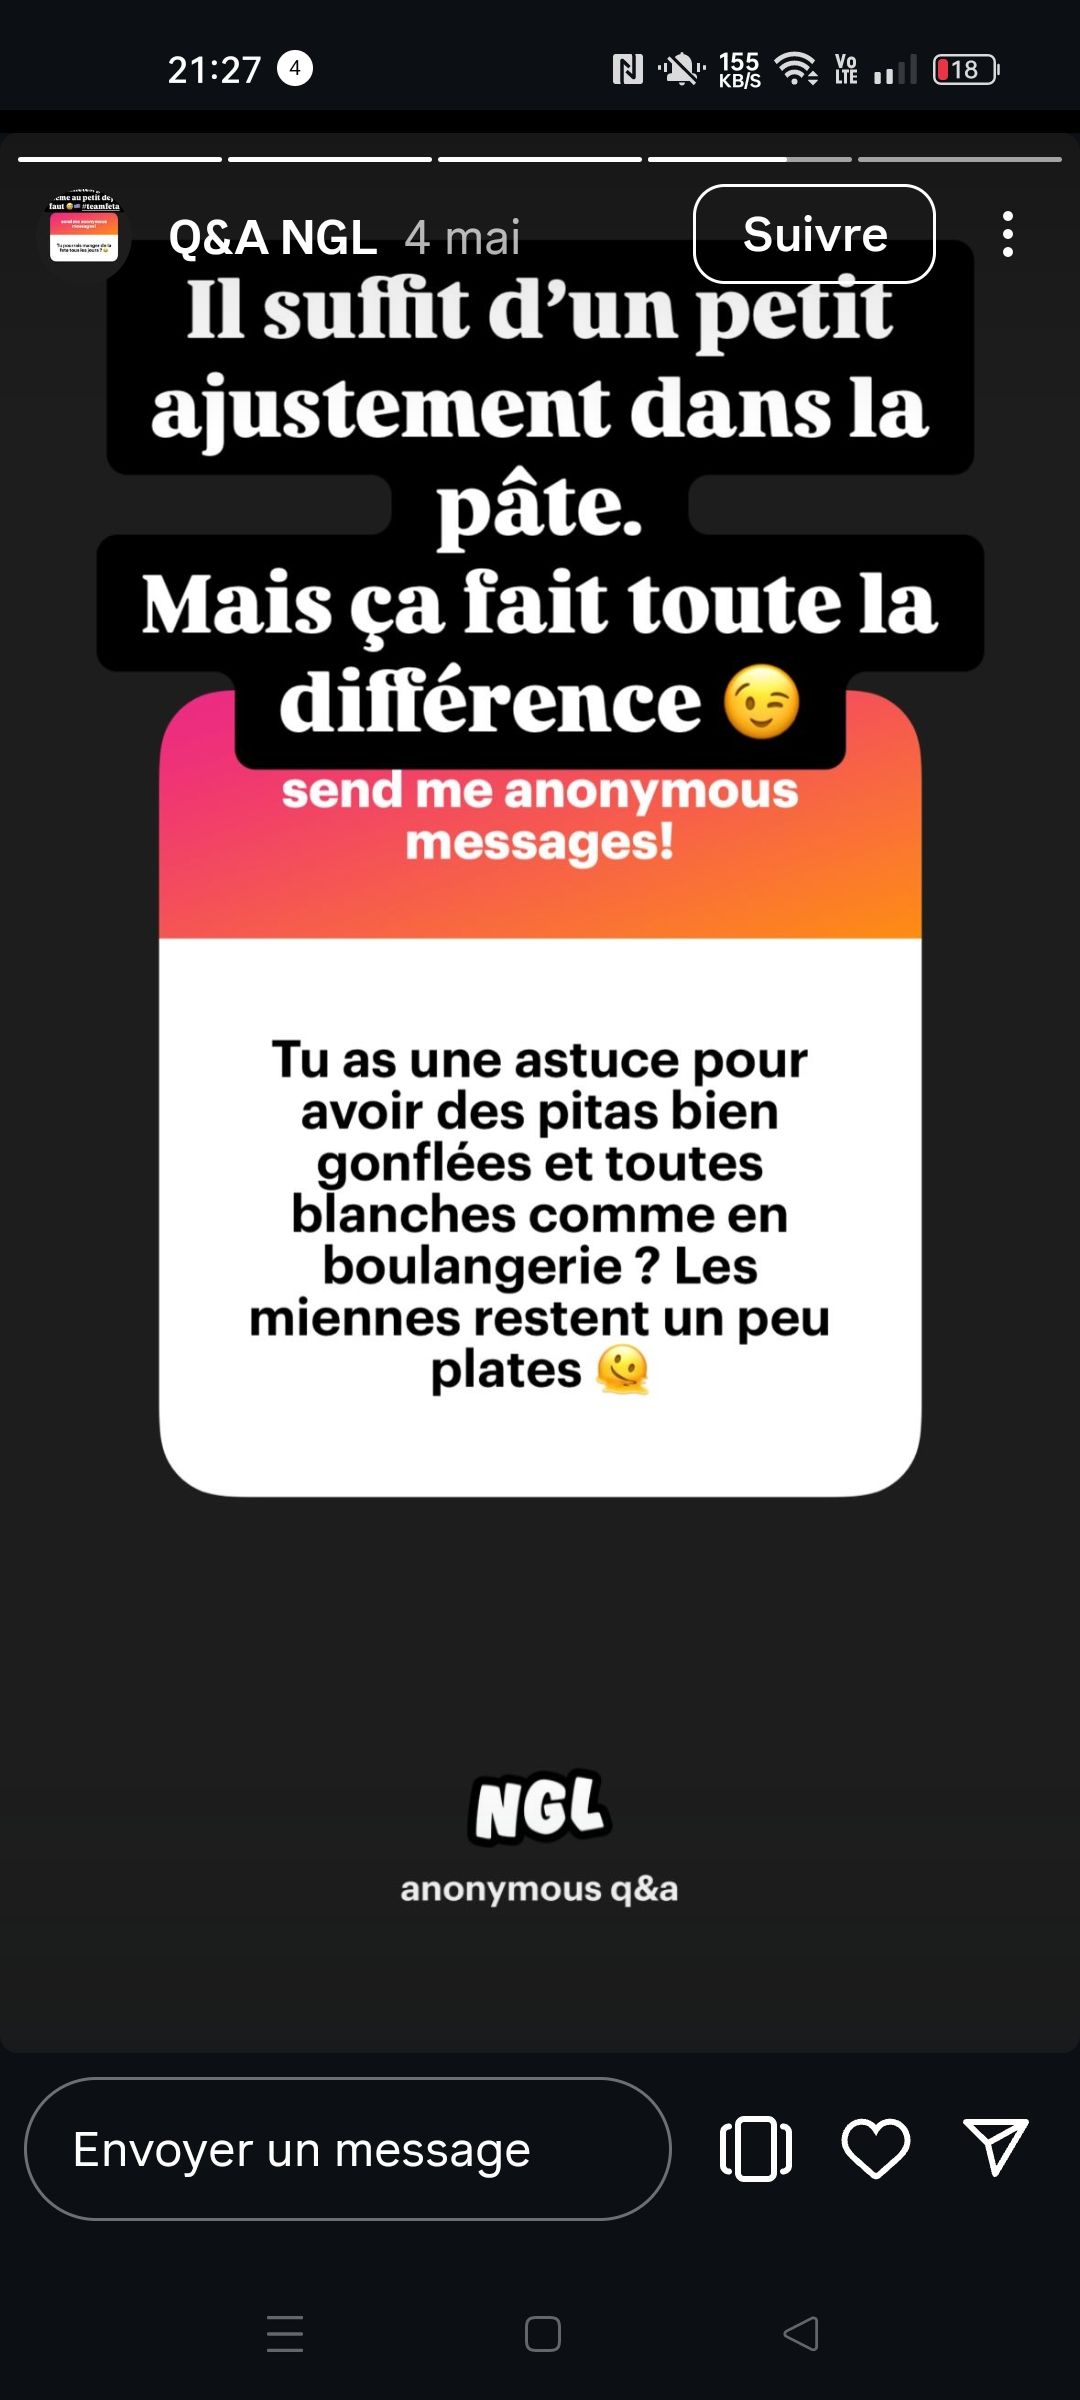 21:27 4 155 KB/S Vo LTE 18
Q&A NGL 4 mai Suivre
Il suffit d’un petit
ajustement dans la
pâte.
Mais ça fait toute la
différence 😉
send me anonymous
messages!
Tu as une astuce pour
avoir des pitas bien
gonflées et toutes
blanches comme en
boulangerie ? Les
miennes restent un peu
plates 🫠
NGL
anonymous q&a
Envoyer un message